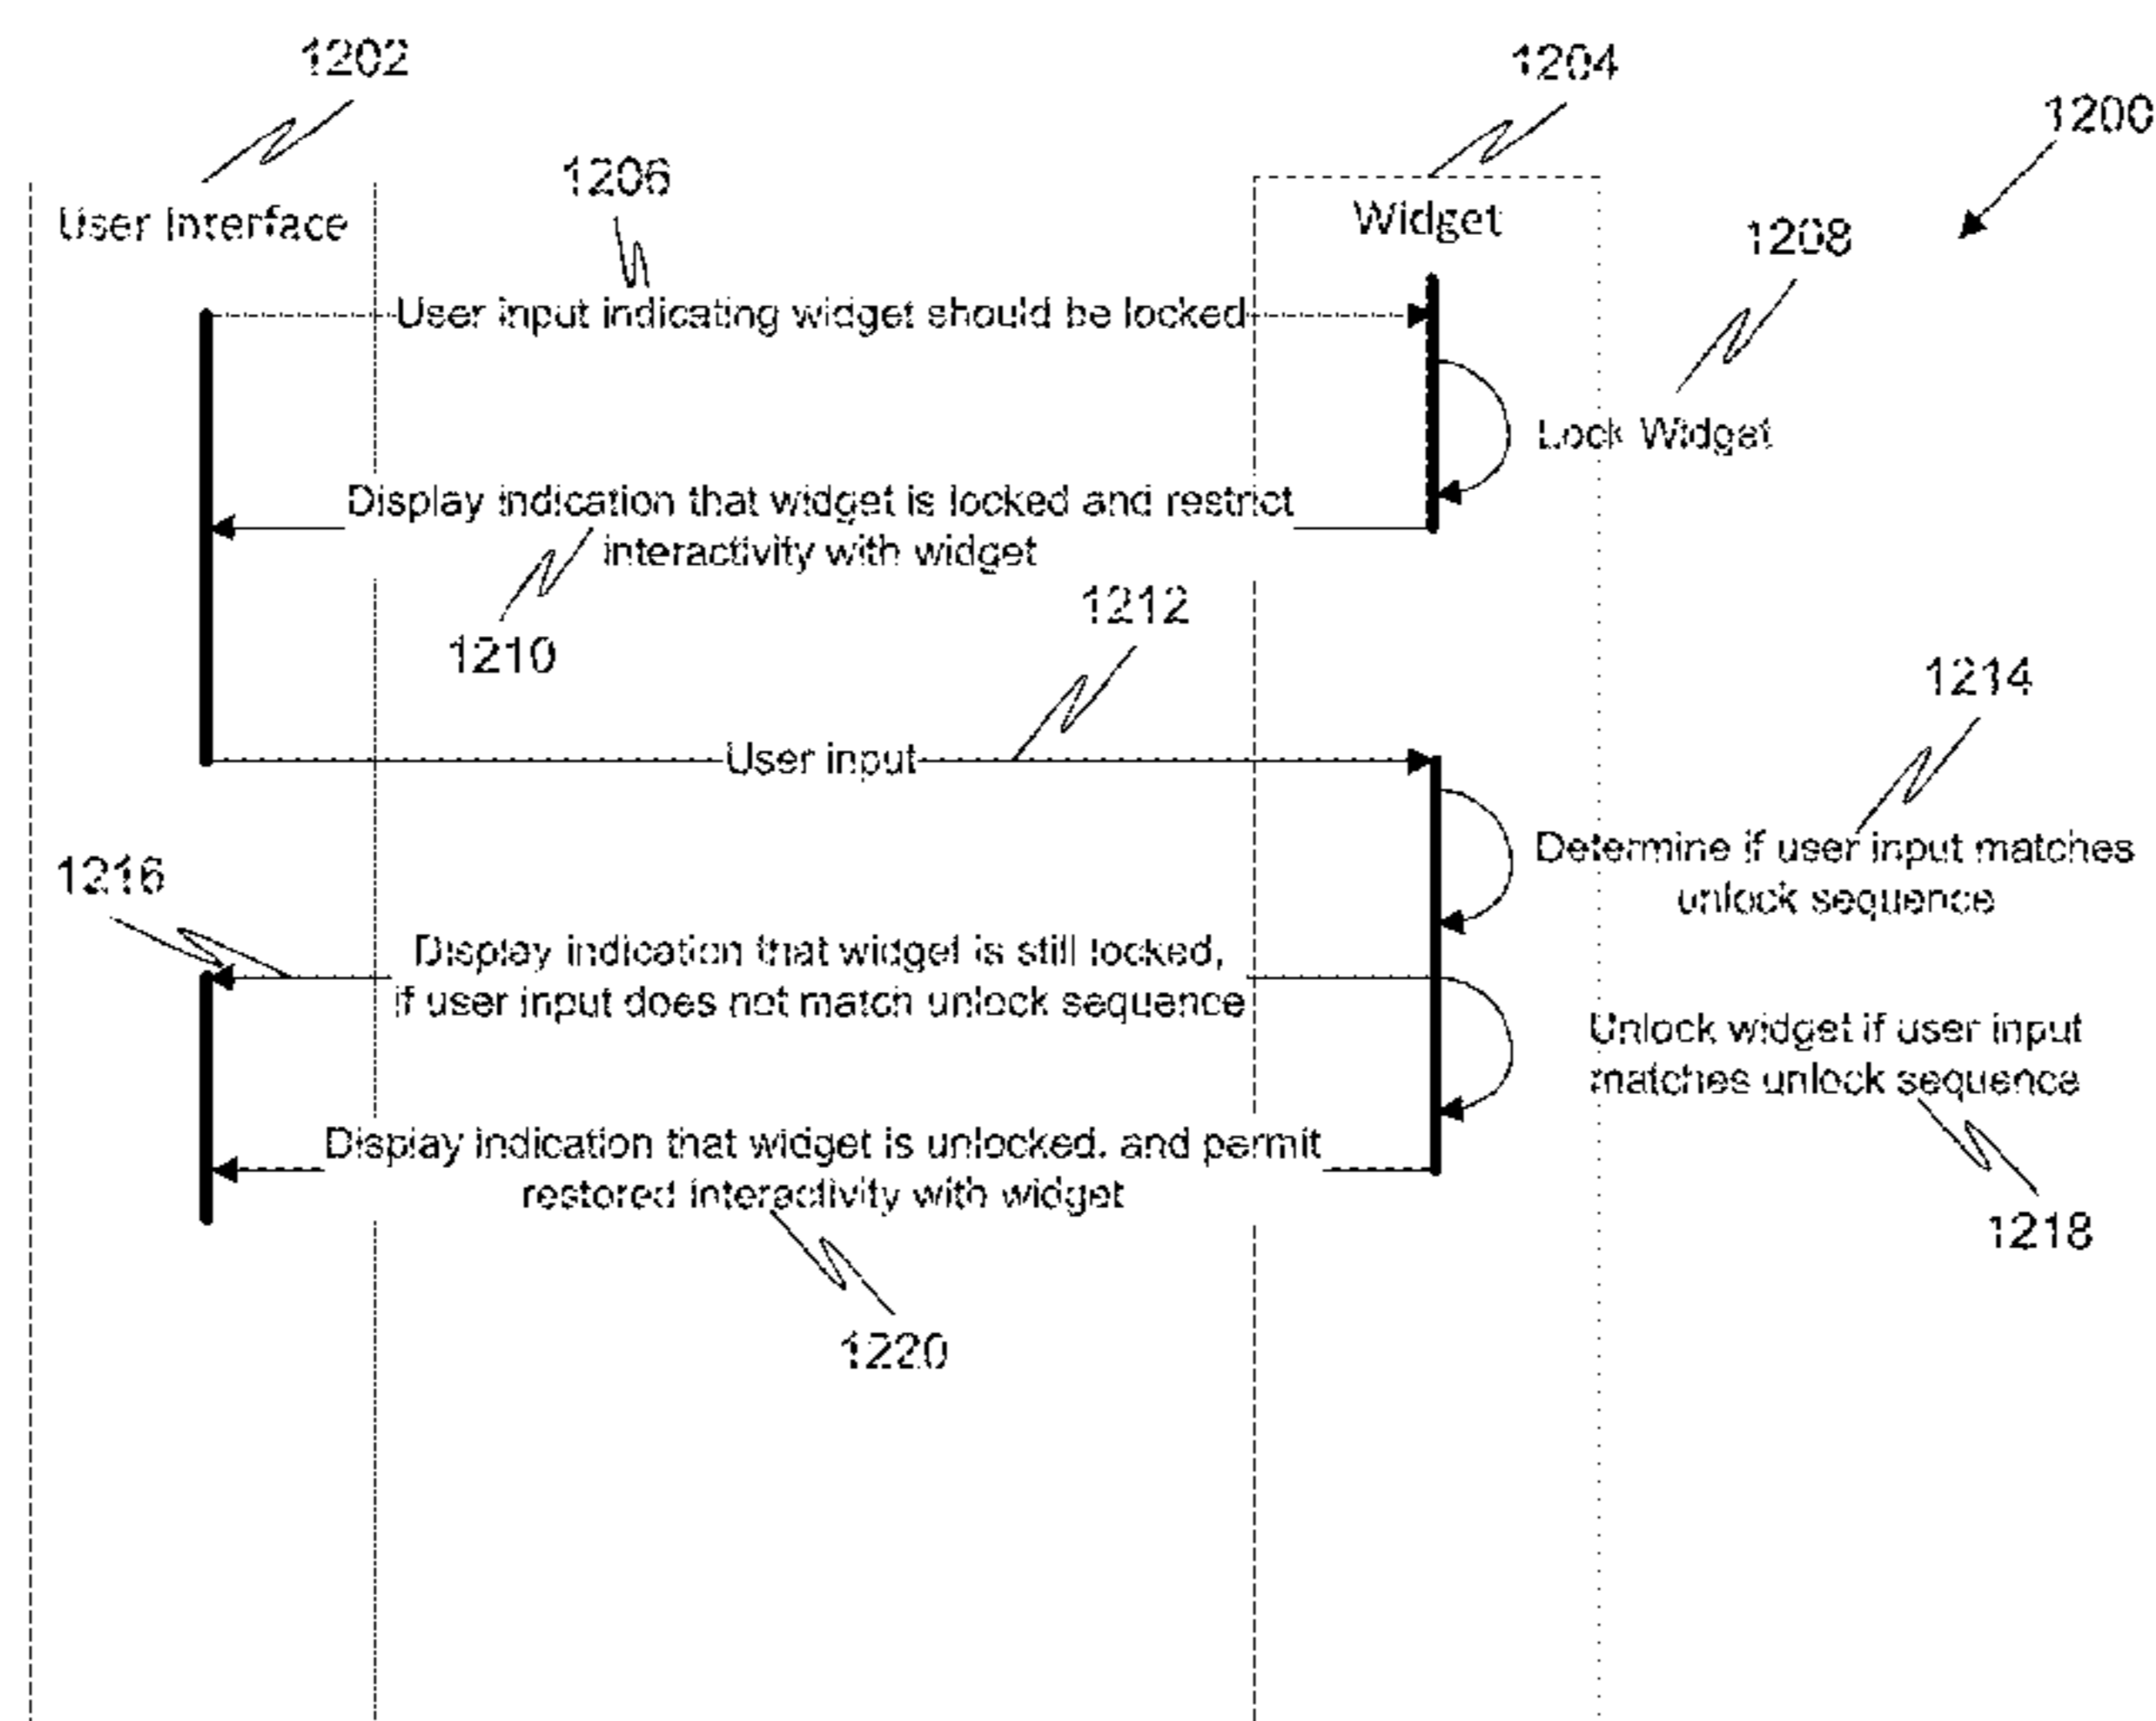 1202
1204
1200
1206
User Interface
Widget
1208
User input indicating widget should be locked
Lock Widget
Display indication that widget is locked and restrict
interactivity with widget
1212
1210
1214
User input
Determine if user input matches
unlock sequence
1216
Display indication that widget is still locked,
if user input does not match unlock sequence
Unlock widget if user input
matches unlock sequence
Display indication that widget is unlocked, and permit
restored interactivity with widget
1218
1220